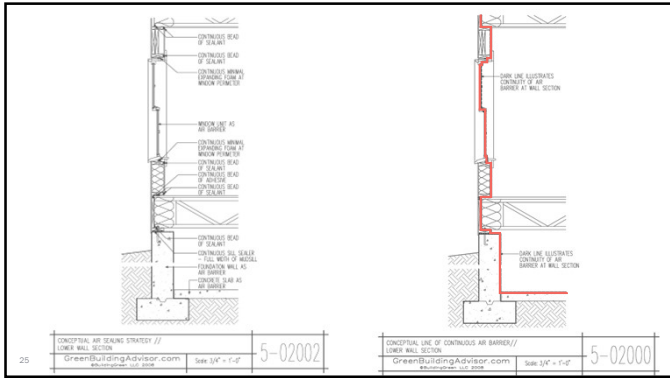 CONTINUOUS BEAD
OF SEALANT
CONTINUOUS BEAD
OF SEALANT
CONTINUOUS MINIMAL
EXPANDING FOAM AT
WINDOW PERIMETER
WINDOW UNIT AS
AIR BARRIER
CONTINUOUS MINIMAL
EXPANDING FOAM AT
WINDOW PERIMETER
CONTINUOUS BEAD
OF SEALANT
CONTINUOUS BEAD
OF ADHESIVE
CONTINUOUS BEAD
OF SEALANT
CONTINUOUS BEAD
OF SEALANT
CONTINUOUS SILL SEALER
- FULL WIDTH OF MUDSILL
FOUNDATION WALL AS
AIR BARRIER
CONCRETE SLAB AS
AIR BARRIER
CONCEPTUAL AIR SEALING STRATEGY //
LOWER WALL SECTION
GreenBuildingAdvisor.com
©BuildingGreen LLC 2008
Scale: 3/4" = 1'-0"
5-02002
25
DARK LINE ILLUSTRATES
CONTINUITY OF AIR
BARRIER AT WALL SECTION
DARK LINE ILLUSTRATES
CONTINUITY OF AIR
BARRIER AT WALL SECTION
CONCEPTUAL LINE OF CONTINUOUS AIR BARRIER//
LOWER WALL SECTION
GreenBuildingAdvisor.com
©BuildingGreen LLC 2008
Scale: 3/4" = 1'-0"
5-02000